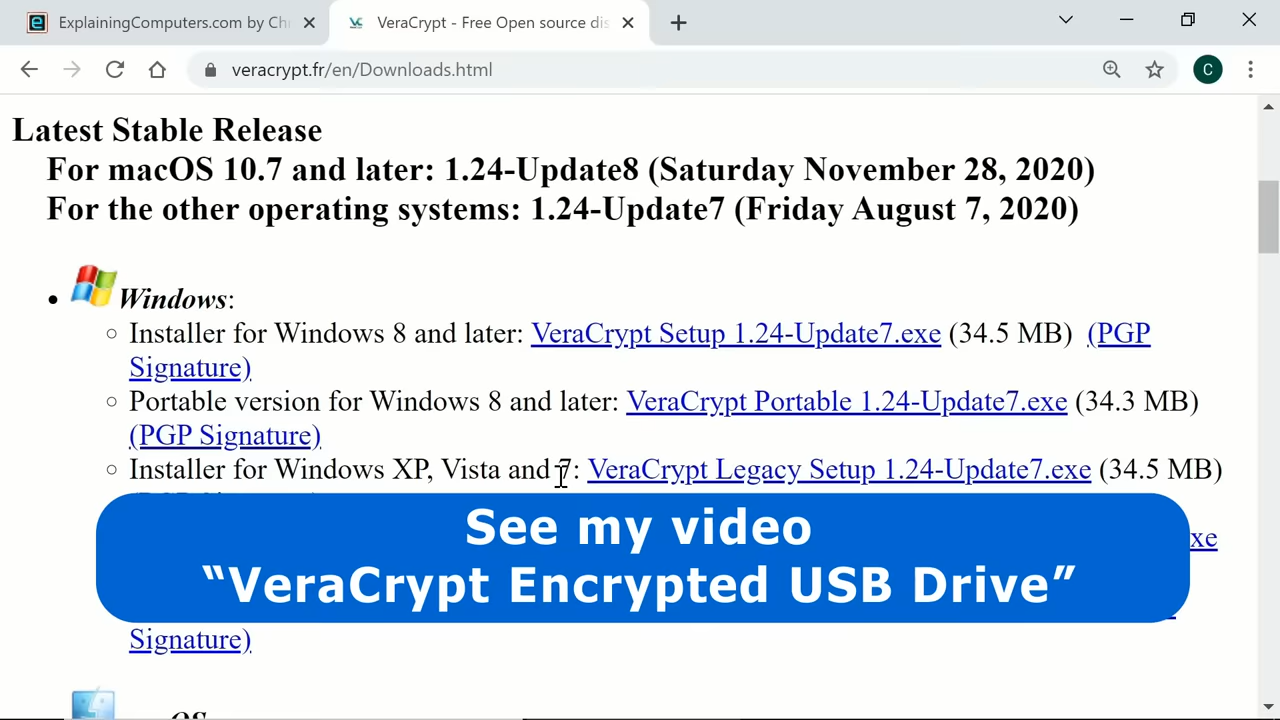 ExplainingComputers.com by Ch
VeraCrypt - Free Open source dis
veracrypt.fr/en/Downloads.html
C
Latest Stable Release
For macOS 10.7 and later: 1.24-Update8 (Saturday November 28, 2020)
For the other operating systems: 1.24-Update7 (Friday August 7, 2020)
Windows:
Installer for Windows 8 and later: VeraCrypt Setup 1.24-Update7.exe (34.5 MB) (PGP
Signature)
Portable version for Windows 8 and later: VeraCrypt Portable 1.24-Update7.exe (34.3 MB)
(PGP Signature)
Installer for Windows XP, Vista and 7: VeraCrypt Legacy Setup 1.24-Update7.exe (34.5 MB)
See my video
“VeraCrypt Encrypted USB Drive”
xe
Signature)